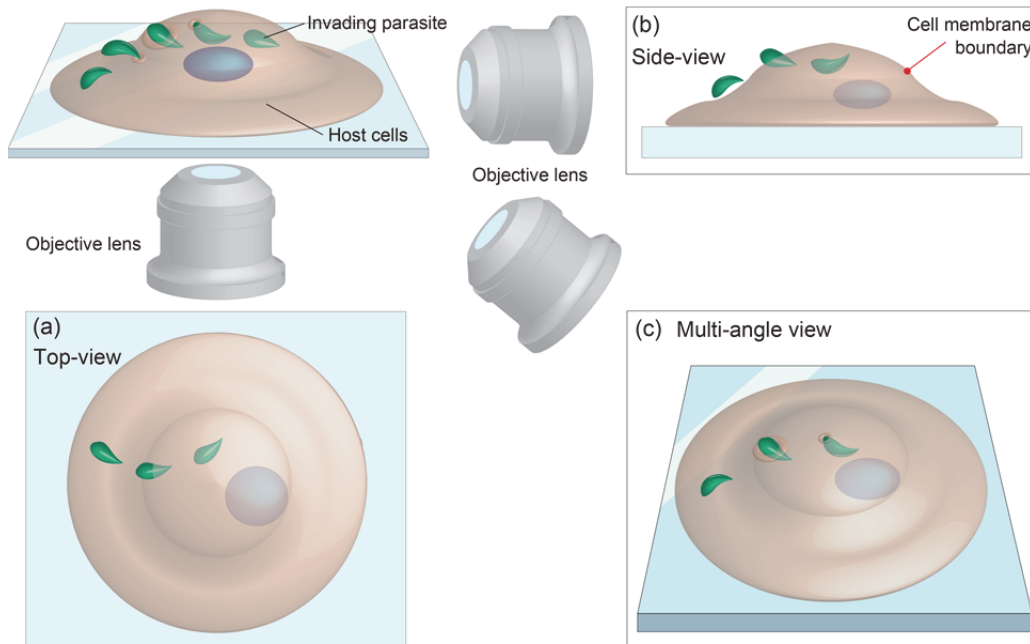 Invading parasite
Host cells
Objective lens
Objective lens
(b)
Side-view
Cell membrane
boundary
(a)
Top-view
(c) Multi-angle view